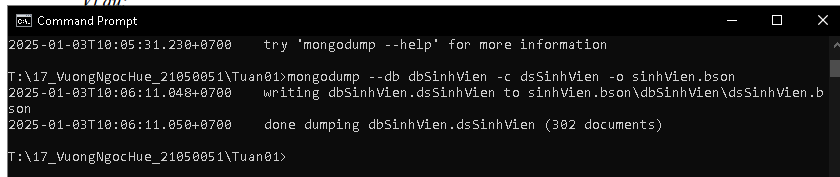 Command Prompt
2025-01-03T10:05:31.230+0700    try 'mongodump --help' for more information
T:\17_VuongNgocHue_21050051\Tuan01>mongodump --db dbSinhVien -c dsSinhVien -o sinhVien.bson
2025-01-03T10:06:11.048+0700    writing dbSinhVien.dsSinhVien to sinhVien.bson\dbSinhVien\dsSinhVien.b
son
2025-01-03T10:06:11.050+0700    done dumping dbSinhVien.dsSinhVien (302 documents)
T:\17_VuongNgocHue_21050051\Tuan01>